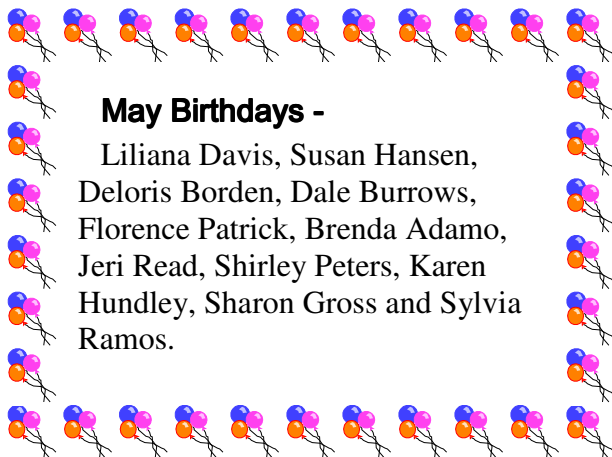 May Birthdays -
Liliana Davis, Susan Hansen,
Deloris Borden, Dale Burrows,
Florence Patrick, Brenda Adamo,
Jeri Read, Shirley Peters, Karen
Hundley, Sharon Gross and Sylvia
Ramos.